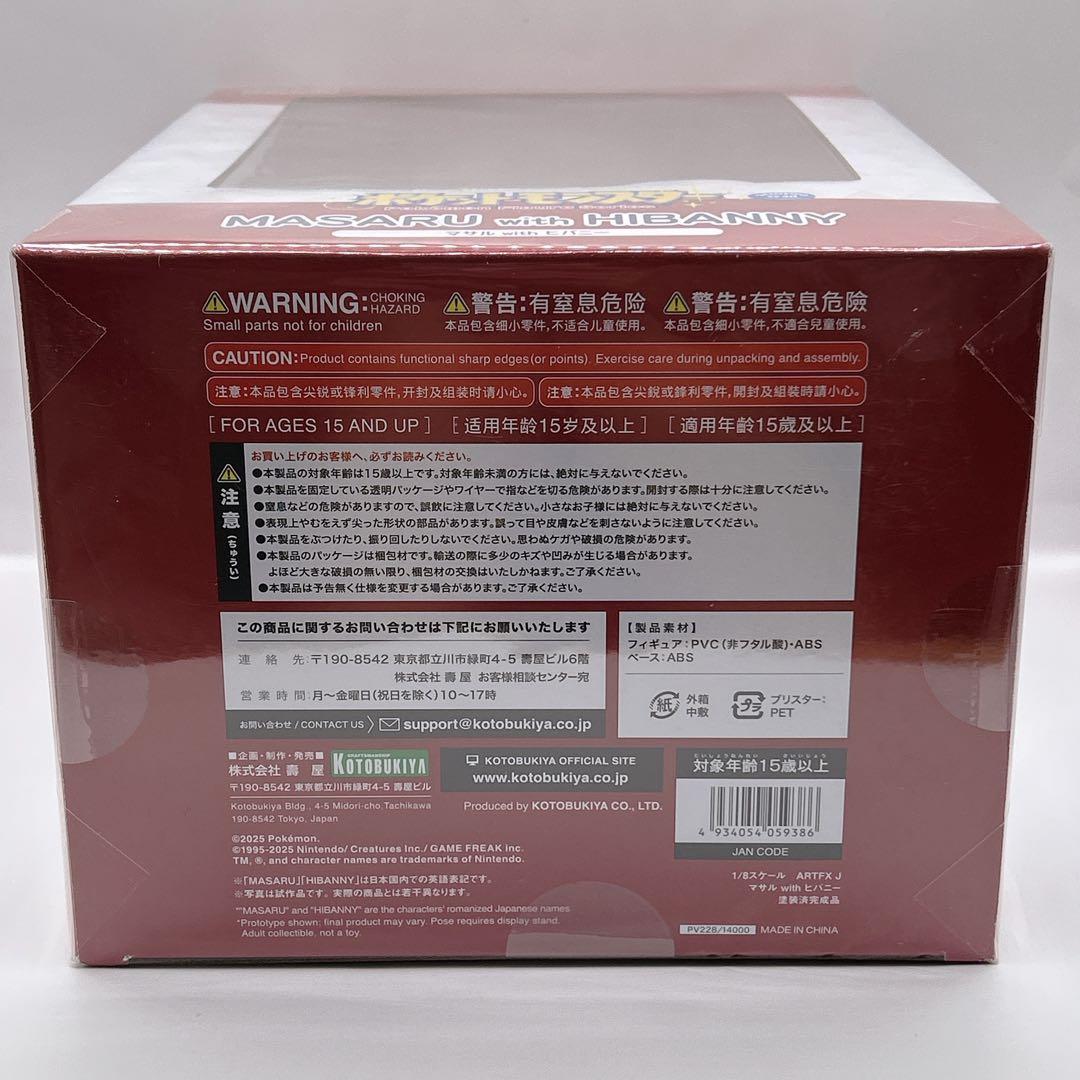 ポケットモンスター
MASARU with HIBANNY
マサル with ヒバニー
WARNING: CHOKING HAZARD
Small parts not for children
警告:有窒息危险
本品包含细小零件,不适合儿童使用。
警告:有窒息危險
本品包含細小零件,不適合兒童使用。
CAUTION: Product contains functional sharp edges(or points). Exercise care during unpacking and assembly.
注意:本品包含尖锐或锋利零件,开封及组装时请小心。
注意:本品包含尖銳或鋒利零件,開封及組裝時請小心。
[FOR AGES 15 AND UP] [适用年龄15岁及以上] [適用年齡15歲及以上]
注意(ちゅうい)
お買い上げのお客様へ、必ずお読みください。
●本製品の対象年齢は15歳以上です。対象年齢未満の方には、絶対に与えないでください。
●本製品を固定している透明パッケージやワイヤーで指などを切る危険があります。開封する際は十分に注意してください。
●窒息などの危険がありますので、誤飲に注意してください。小さなお子様には絶対に与えないでください。
●表現上やむをえず尖った形状の部品があります。誤って目や皮膚などを刺さないように注意してください。
●本製品をぶつけたり、振り回したりしないでください。思わぬケガや破損の危険があります。
●本製品のパッケージは梱包材です。輸送の際に多少のキズや凹みが生じる場合があります。
よほど大きな破損の無い限り、梱包材の交換はいたしかねます。ご了承ください。
●本製品は予告無く仕様を変更する場合があります。ご了承ください。
この商品に関するお問い合わせは下記にお願いいたします
連絡先:〒190-8542 東京都立川市緑町4-5 壽屋ビル6階
株式会社 壽屋 お客様相談センター宛
営業時間:月〜金曜日(祝日を除く)10〜17時
お問い合わせ / CONTACT US support@kotobukiya.co.jp
【製品素材】
フィギュア:PVC(非フタル酸)・ABS
ベース:ABS
紙 外箱 中敷
プラ ブリスター: PET
■企画・制作・発売■
株式会社 壽屋
CRAFTSMANSHIP
KOTOBUKIYA
〒190-8542 東京都立川市緑町4-5 壽屋ビル
Kotobukiya Bldg., 4-5 Midori-cho,Tachikawa
190-8542 Tokyo, Japan
KOTOBUKIYA OFFICIAL SITE
www.kotobukiya.co.jp
Produced by KOTOBUKIYA CO., LTD.
たいしょうねんれい さいいじょう
対象年齢15歳以上
4 934054 059386
JAN CODE
©2025 Pokémon.
©1995-2025 Nintendo/ Creatures Inc./ GAME FREAK inc.
TM, ®, and character names are trademarks of Nintendo.
※「MASARU」「HIBANNY」は日本国内での英語表記です。
※写真は試作品です。実際の商品とは若干異なります。
*"MASARU" and "HIBANNY" are the characters' romanized Japanese names
*Prototype shown; final product may vary. Pose requires display stand.
Adult collectible, not a toy.
1/8スケール ARTFX J
マサル with ヒバニー
塗装済完成品
PV228/14000 MADE IN CHINA